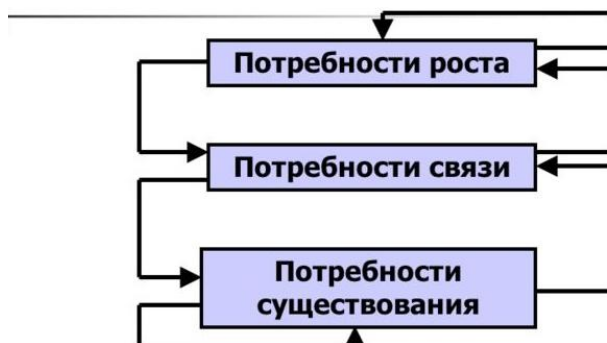 Потребности роста
Потребности связи
Потребности
существования